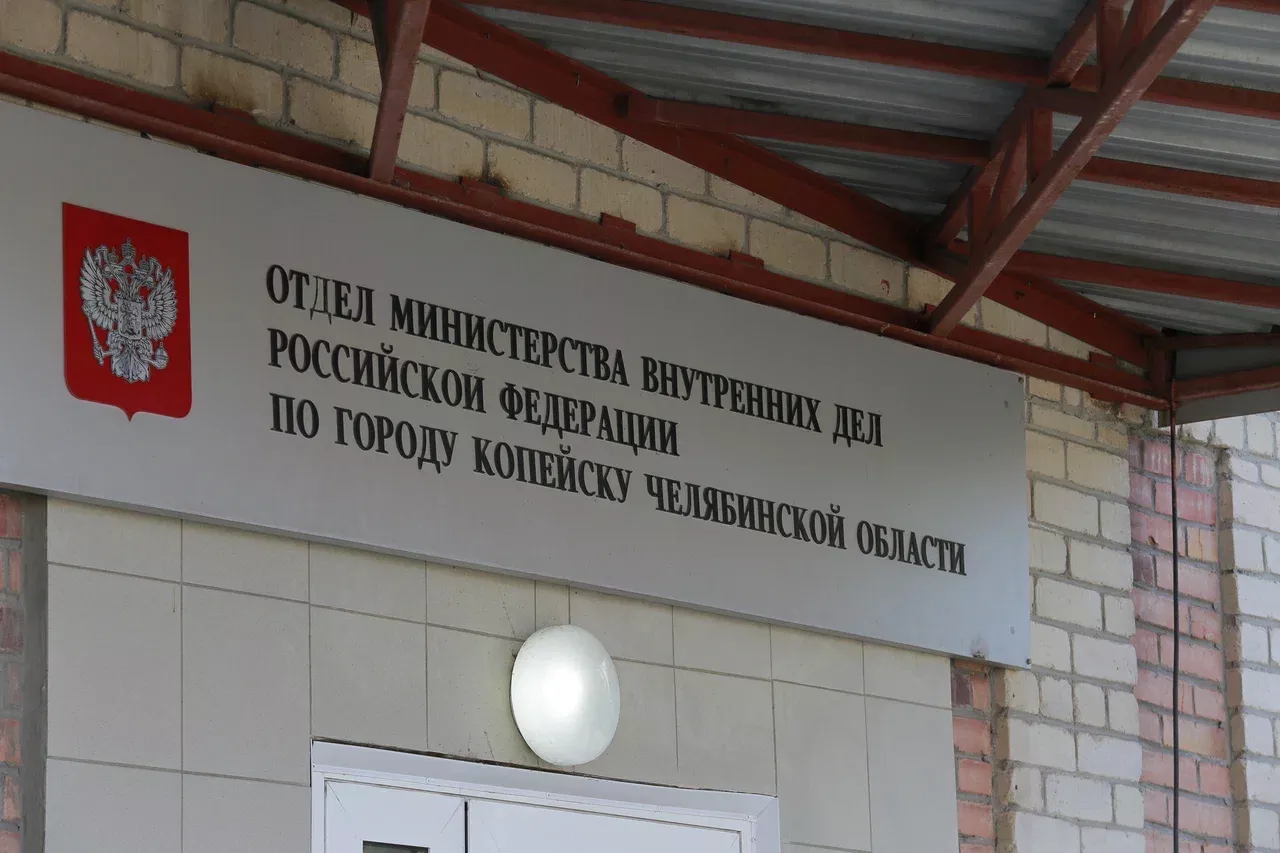 ОТДЕЛ МИНИСТЕРСТВА ВНУТРЕННИХ ДЕЛ
РОССИЙСКОЙ ФЕДЕРАЦИИ
ПО ГОРОДУ КОПЕЙСКУ ЧЕЛЯБИНСКОЙ ОБЛАСТИ